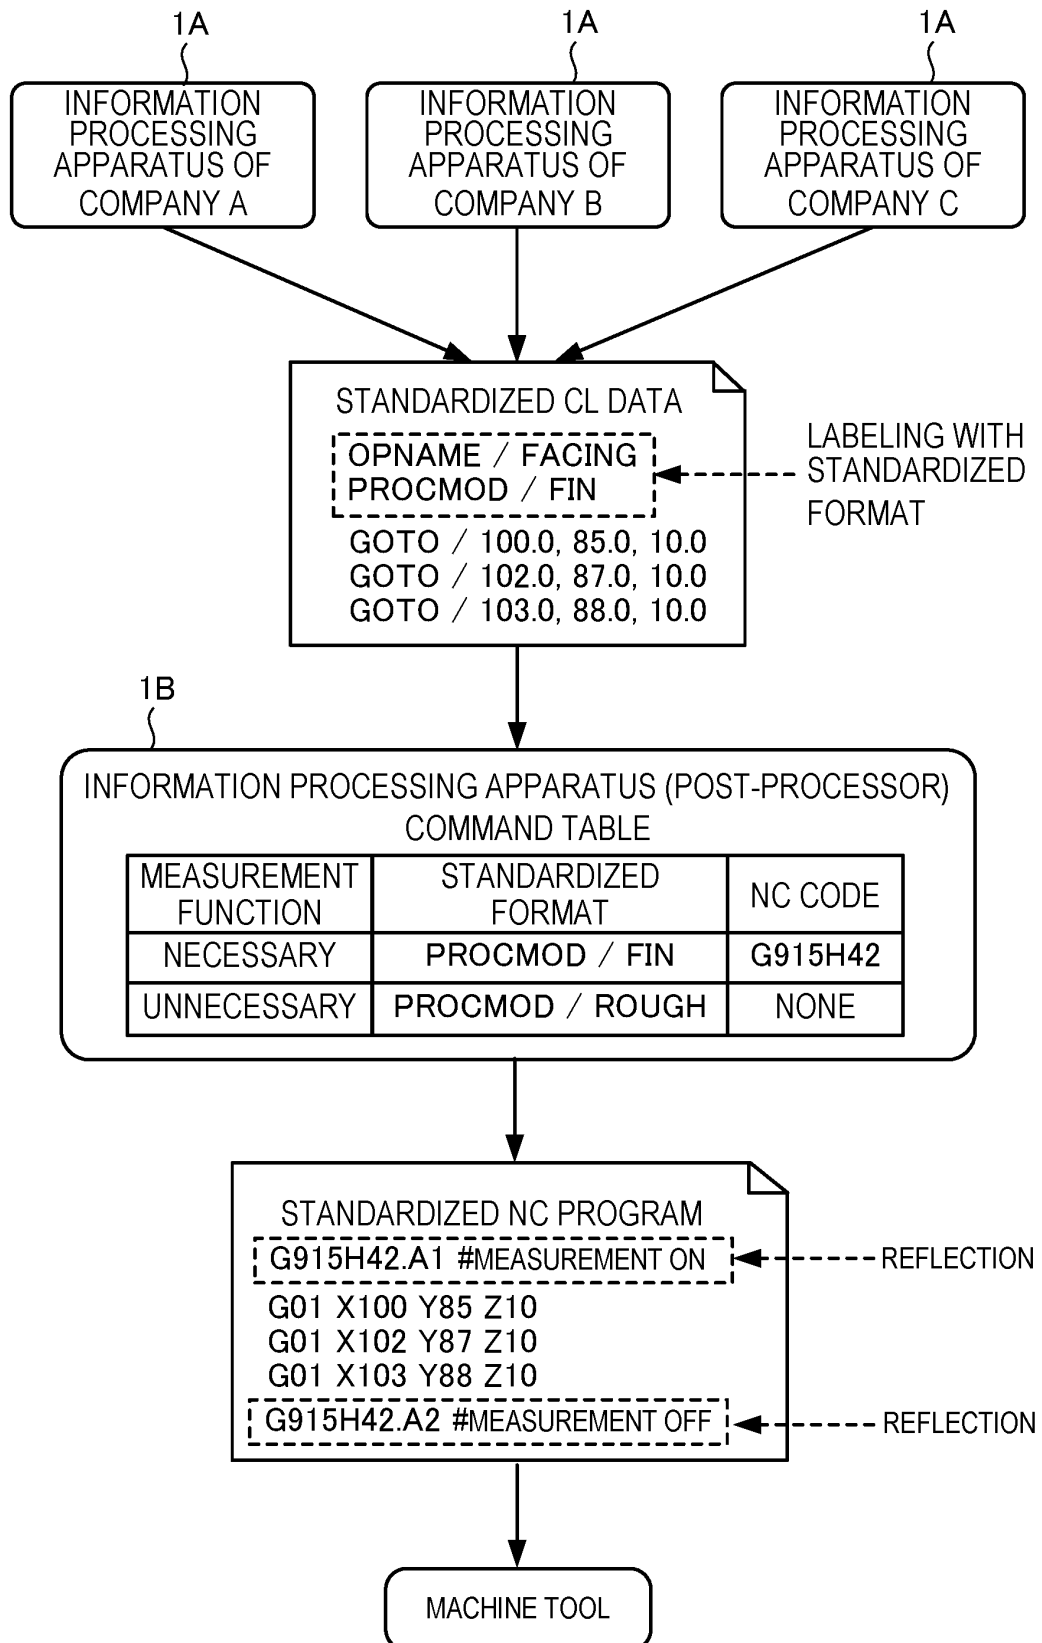 1A
1A
1A
INFORMATION
PROCESSING
APPARATUS OF
COMPANY A
INFORMATION
PROCESSING
APPARATUS OF
COMPANY B
INFORMATION
PROCESSING
APPARATUS OF
COMPANY C
STANDARDIZED CL DATA
OPNAME / FACING
PROCMOD / FIN
GOTO / 100.0, 85.0, 10.0
GOTO / 102.0, 87.0, 10.0
GOTO / 103.0, 88.0, 10.0
LABELING WITH
STANDARDIZED
FORMAT
1B
INFORMATION PROCESSING APPARATUS (POST-PROCESSOR)
COMMAND TABLE
MEASUREMENT
FUNCTION
STANDARDIZED
FORMAT
NC CODE
NECESSARY
PROCMOD / FIN
G915H42
UNNECESSARY
PROCMOD / ROUGH
NONE
STANDARDIZED NC PROGRAM
G915H42.A1 #MEASUREMENT ON
REFLECTION
G01 X100 Y85 Z10
G01 X102 Y87 Z10
G01 X103 Y88 Z10
G915H42.A2 #MEASUREMENT OFF
REFLECTION
MACHINE TOOL